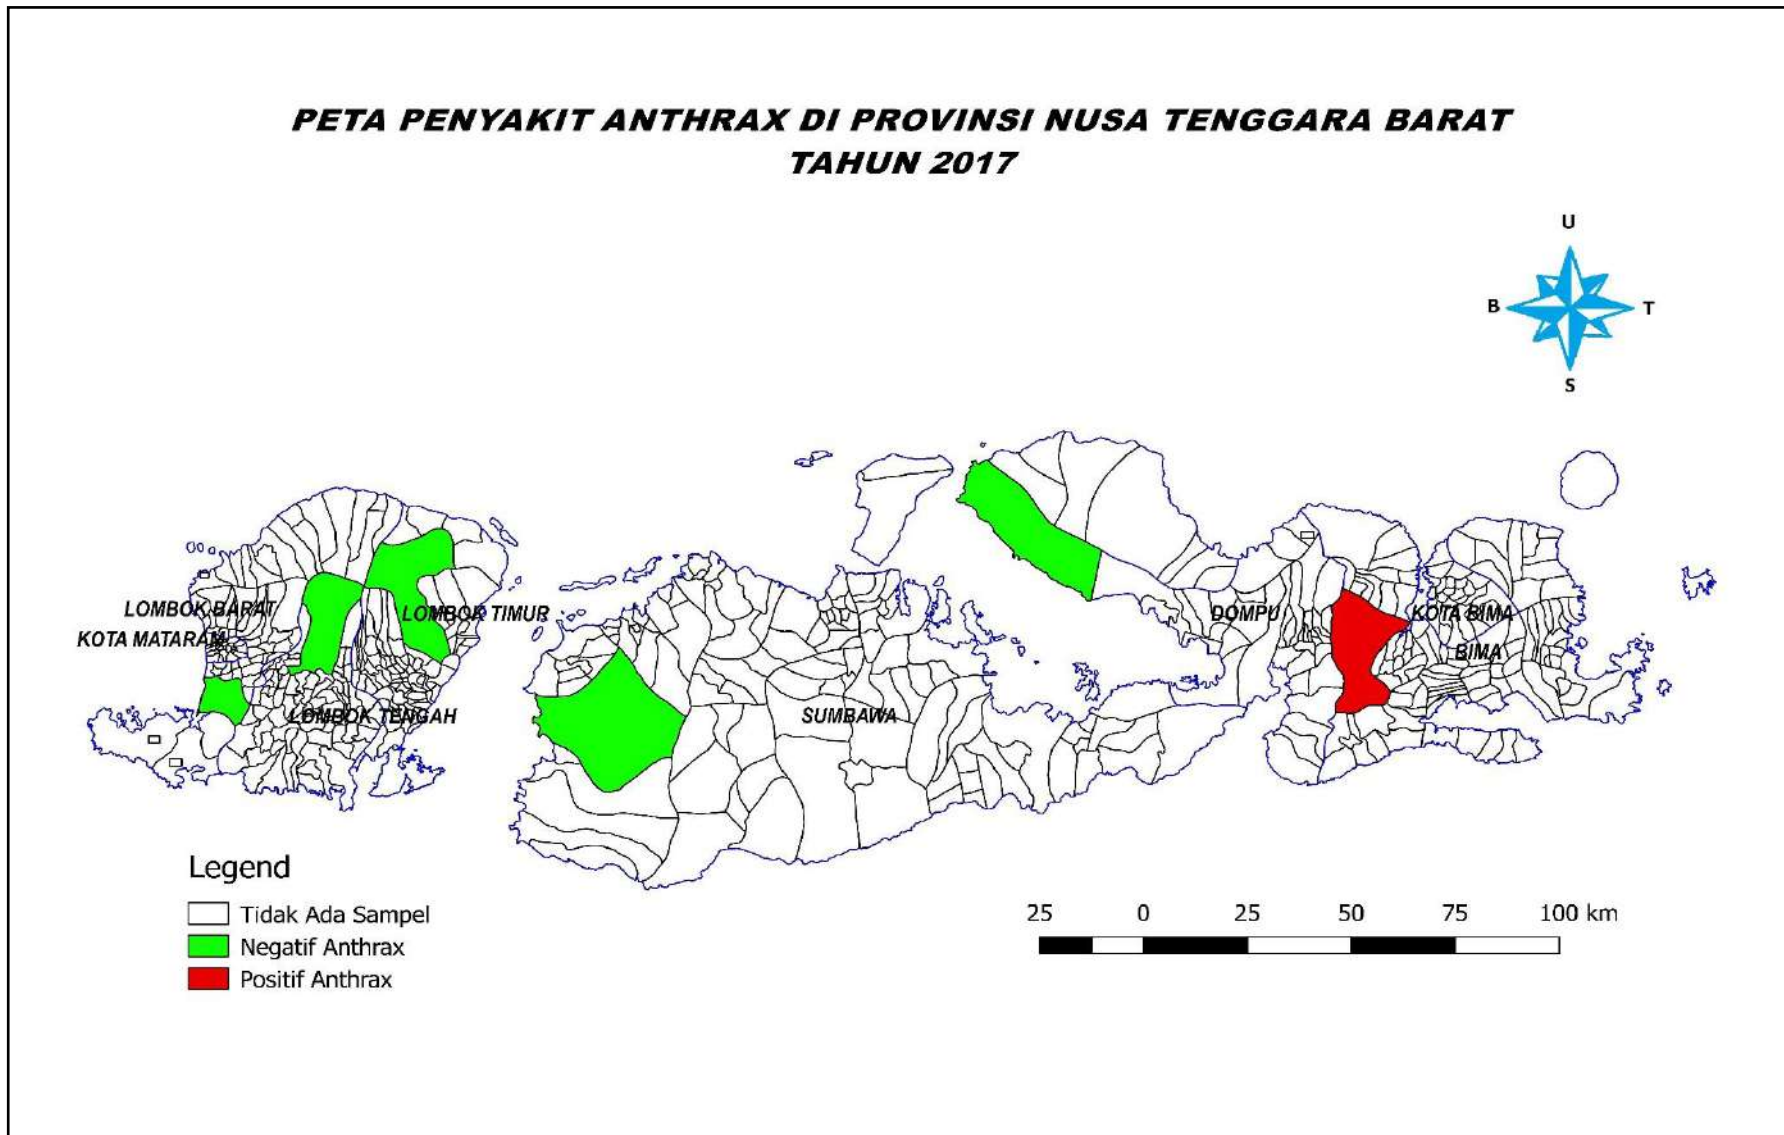 PETA PENYAKIT ANTHRAX DI PROVINSI NUSA TENGGARA BARAT
TAHUN 2017
U
B
T
S
LOMBOK BARAT
LOMBOK TIMUR
DOMPU
KOTA BIMA
KOTA MATARAM
BIMA
LOMBOK TENGAH
SUMBAWA
Legend
Tidak Ada Sampel
Negatif Anthrax
Positif Anthrax
25 0 25 50 75 100 km